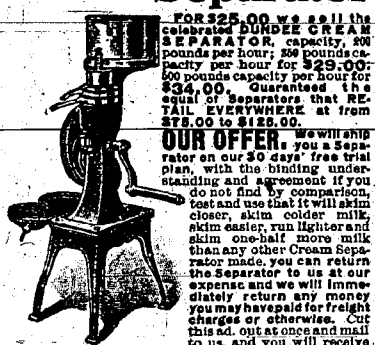 Separator
FOR $25.00 we sell the
celebrated DUNDEE CREAM
SEPARATOR, capacity, 200
pounds per hour; 350 pounds ca-
pacity per hour for $29.00;
500 pounds capacity per hour for
$34.00. Guaranteed the
equal of Separators that RE-
TAIL EVERYWHERE at from
$75.00 to $125.00.
OUR OFFER. We will ship
you a Sepa-
rator on our 30 days' free trial
plan, with the binding under-
standing and agreement if you
do not find by comparison,
test and use that it will skim
closer, skim colder milk,
skim easier, run lighter and
skim one-half more milk
than any other Cream Sepa-
rator made, you can return
the Separator to us at our
expense and we will imme-
diately return any money
you may have paid for freight
charges or otherwise. Cut
this ad. out at once and mail
to us, and you will receive